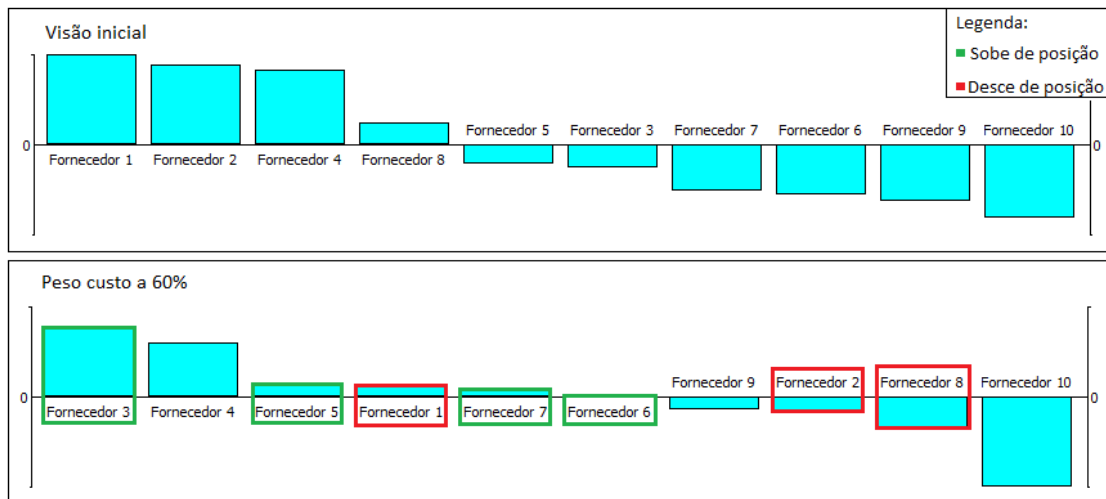 Visão inicial
Legenda:
Sobe de posição
Desce de posição
Fornecedor 5 Fornecedor 3 Fornecedor 7 Fornecedor 6 Fornecedor 9 Fornecedor 10
0 0
Fornecedor 1 Fornecedor 2 Fornecedor 4 Fornecedor 8
Peso custo a 60%
Fornecedor 9 Fornecedor 2 Fornecedor 8 Fornecedor 10
0 0
Fornecedor 3 Fornecedor 4 Fornecedor 5 Fornecedor 1 Fornecedor 7 Fornecedor 6